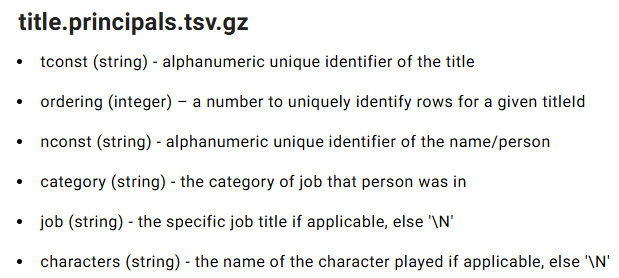 title.principals.tsv.gz
• tconst (string) - alphanumeric unique identifier of the title
• ordering (integer) – a number to uniquely identify rows for a given titleId
• nconst (string) - alphanumeric unique identifier of the name/person
• category (string) - the category of job that person was in
• job (string) - the specific job title if applicable, else '\N'
• characters (string) - the name of the character played if applicable, else '\N'